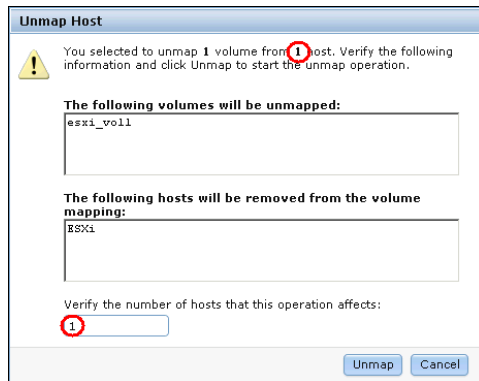 Unmap Host
You selected to unmap 1 volume from 1 host. Verify the following
information and click Unmap to start the unmap operation.
The following volumes will be unmapped:
esxi_vol1
The following hosts will be removed from the volume
mapping:
ESXi
Verify the number of hosts that this operation affects:
1
Unmap Cancel